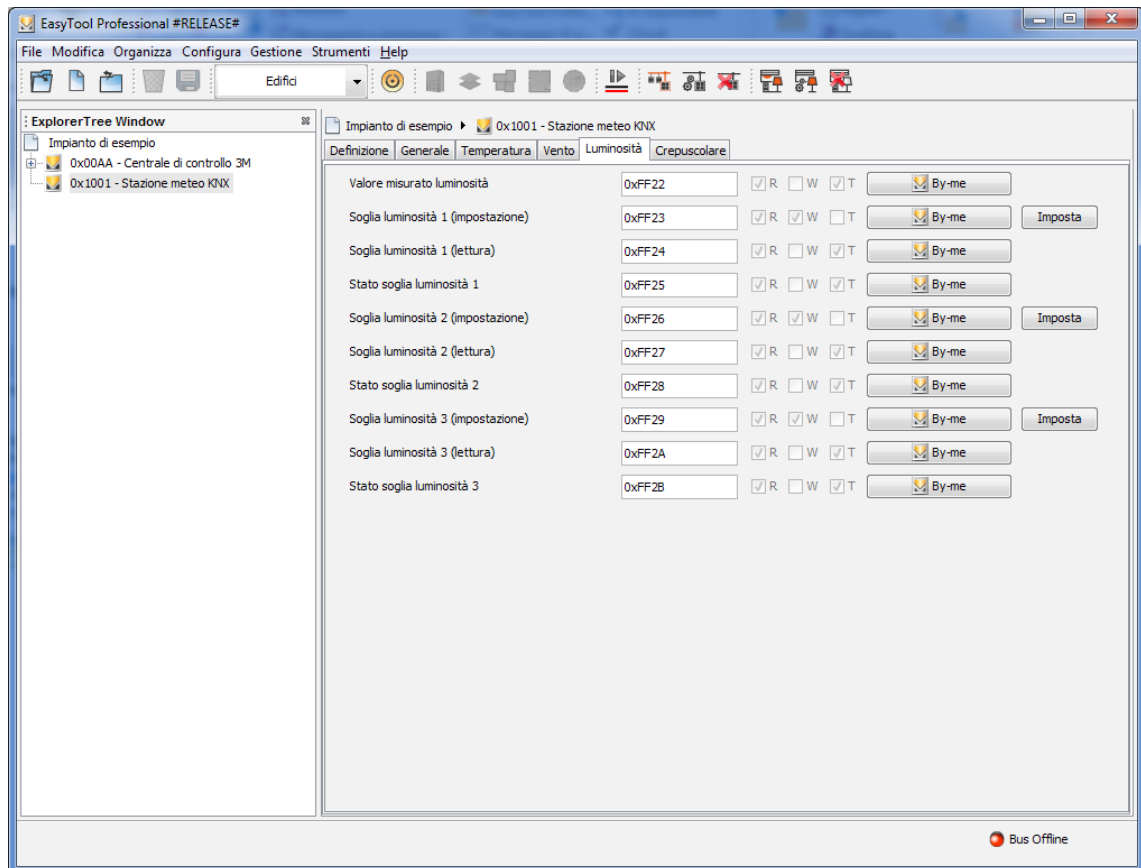 EasyTool Professional #RELEASE#
File Modifica Organizza Configura Gestione Strumenti Help
Edifici
ExplorerTree Window
Impianto di esempio
0x00AA - Centrale di controllo 3M
0x1001 - Stazione meteo KNX
Impianto di esempio 0x1001 - Stazione meteo KNX
Definizione Generale Temperatura Vento Luminosità Crepuscolare
Valore misurato luminosità 0xFF22 R W T By-me
Soglia luminosità 1 (impostazione) 0xFF23 R W T By-me Imposta
Soglia luminosità 1 (lettura) 0xFF24 R W T By-me
Stato soglia luminosità 1 0xFF25 R W T By-me
Soglia luminosità 2 (impostazione) 0xFF26 R W T By-me Imposta
Soglia luminosità 2 (lettura) 0xFF27 R W T By-me
Stato soglia luminosità 2 0xFF28 R W T By-me
Soglia luminosità 3 (impostazione) 0xFF29 R W T By-me Imposta
Soglia luminosità 3 (lettura) 0xFF2A R W T By-me
Stato soglia luminosità 3 0xFF2B R W T By-me
Bus Offline